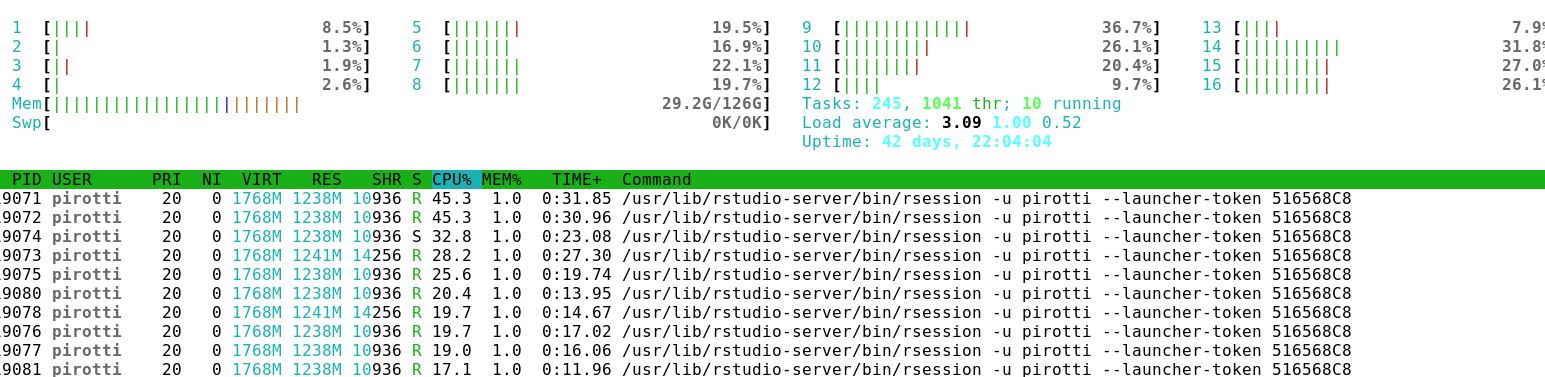 1 [||||8.5%] 5 [|||||||19.5%] 9 [|||||||||||||36.7%] 13 [||||7.9%
2 [|1.3%] 6 [||||||16.9%] 10 [|||||||||26.1%] 14 [||||||||||31.8%
3 [||1.9%] 7 [|||||||22.1%] 11 [||||||||20.4%] 15 [|||||||||27.0%
4 [|2.6%] 8 [|||||||19.7%] 12 [||||9.7%] 16 [|||||||||26.1%
Mem[|||||||||||||||||||||||||29.2G/126G] Tasks: 245, 1041 thr; 10 running
Swp[0K/0K] Load average: 3.09 1.00 0.52
Uptime: 42 days, 22:04:04
PID USER PRI NI VIRT RES SHR S CPU% MEM% TIME+ Command
9071 pirotti 20 0 1768M 1238M 10936 R 45.3 1.0 0:31.85 /usr/lib/rstudio-server/bin/rsession -u pirotti --launcher-token 516568C8
9072 pirotti 20 0 1768M 1238M 10936 R 45.3 1.0 0:30.96 /usr/lib/rstudio-server/bin/rsession -u pirotti --launcher-token 516568C8
9074 pirotti 20 0 1768M 1238M 10936 S 32.8 1.0 0:23.08 /usr/lib/rstudio-server/bin/rsession -u pirotti --launcher-token 516568C8
9073 pirotti 20 0 1768M 1241M 14256 R 28.2 1.0 0:27.30 /usr/lib/rstudio-server/bin/rsession -u pirotti --launcher-token 516568C8
9075 pirotti 20 0 1768M 1238M 10936 R 25.6 1.0 0:19.74 /usr/lib/rstudio-server/bin/rsession -u pirotti --launcher-token 516568C8
9080 pirotti 20 0 1768M 1238M 10936 R 20.4 1.0 0:13.95 /usr/lib/rstudio-server/bin/rsession -u pirotti --launcher-token 516568C8
9078 pirotti 20 0 1768M 1241M 14256 R 19.7 1.0 0:14.67 /usr/lib/rstudio-server/bin/rsession -u pirotti --launcher-token 516568C8
9076 pirotti 20 0 1768M 1238M 10936 R 19.7 1.0 0:17.02 /usr/lib/rstudio-server/bin/rsession -u pirotti --launcher-token 516568C8
9077 pirotti 20 0 1768M 1238M 10936 R 19.0 1.0 0:16.06 /usr/lib/rstudio-server/bin/rsession -u pirotti --launcher-token 516568C8
9081 pirotti 20 0 1768M 1238M 10936 R 17.1 1.0 0:11.96 /usr/lib/rstudio-server/bin/rsession -u pirotti --launcher-token 516568C8